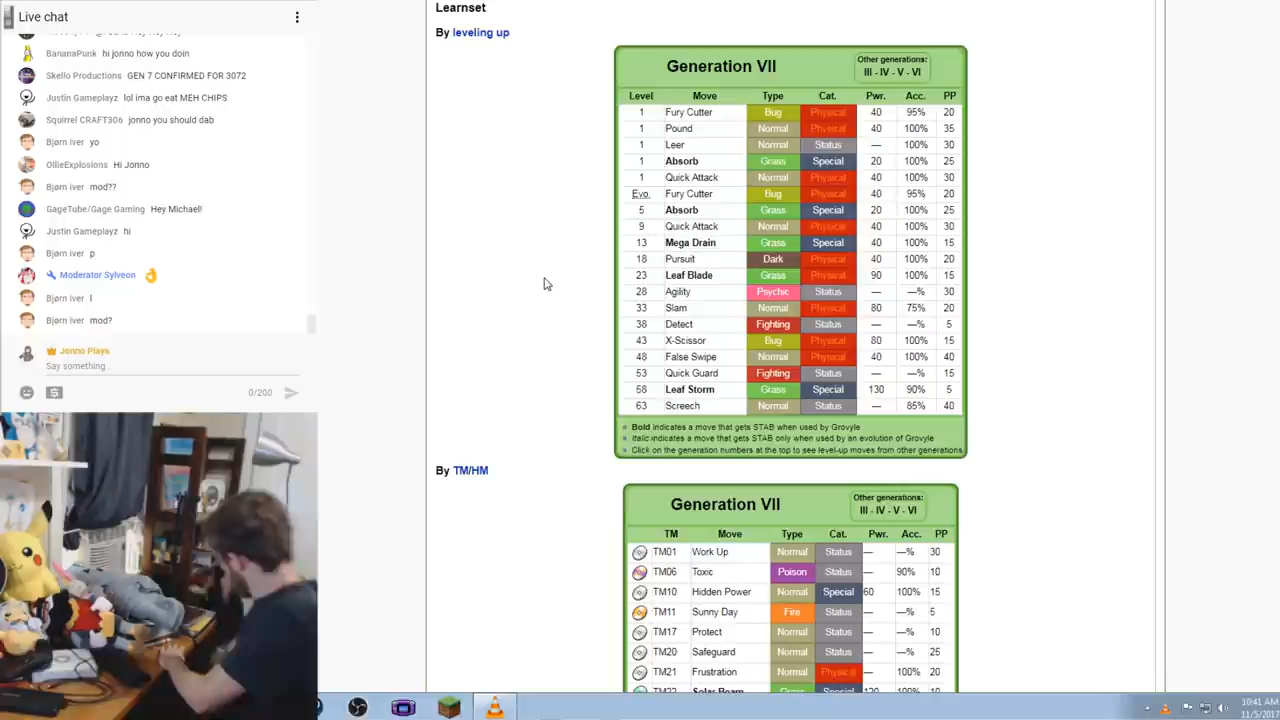 Live chat
BananaPunk hi jonno how you doin
Skello Productions GEN 7 CONFIRMED FOR 3072
Justin Gameplayz lol ima go eat MEH CHIPS
Squirrel CRAFT306 jonno you should dab
Bjørn iver yo
OllieExplosions Hi Jonno
Bjørn iver mod??
GageTube/Gage Gaming Hey Michael!
Justin Gameplayz hi
Bjørn iver p
Moderator Sylveon
Bjørn iver l
Bjørn iver mod?
Jonno Plays
Say something...
0/200
Learnset
By leveling up
Generation VII
Other generations:
III - IV - V - VI
Level Move Type Cat. Pwr. Acc. PP
1 Fury Cutter Bug Physical 40 95% 20
1 Pound Normal Physical 40 100% 35
1 Leer Normal Status — 100% 30
1 Absorb Grass Special 20 100% 25
1 Quick Attack Normal Physical 40 100% 30
Evo. Fury Cutter Bug Physical 40 95% 20
5 Absorb Grass Special 20 100% 25
9 Quick Attack Normal Physical 40 100% 30
13 Mega Drain Grass Special 40 100% 15
18 Pursuit Dark Physical 40 100% 20
23 Leaf Blade Grass Physical 90 100% 15
28 Agility Psychic Status — —% 30
33 Slam Normal Physical 80 75% 20
38 Detect Fighting Status — —% 5
43 X-Scissor Bug Physical 80 100% 15
48 False Swipe Normal Physical 40 100% 40
53 Quick Guard Fighting Status — —% 15
58 Leaf Storm Grass Special 130 90% 5
63 Screech Normal Status — 85% 40
Bold indicates a move that gets STAB when used by Grovyle
Italic indicates a move that gets STAB only when used by an evolution of Grovyle
Click on the generation numbers at the top to see level-up moves from other generations
By TM/HM
Generation VII
Other generations:
III - IV - V - VI
TM Move Type Cat. Pwr. Acc. PP
TM01 Work Up Normal Status — —% 30
TM06 Toxic Poison Status — 90% 10
TM10 Hidden Power Normal Special 60 100% 15
TM11 Sunny Day Fire Status — —% 5
TM17 Protect Normal Status — —% 10
TM20 Safeguard Normal Status — —% 25
TM21 Frustration Normal Physical — 100% 20
TM22 Solar Beam Grass Special 120 100% 10
10:41 AM
11/5/2017